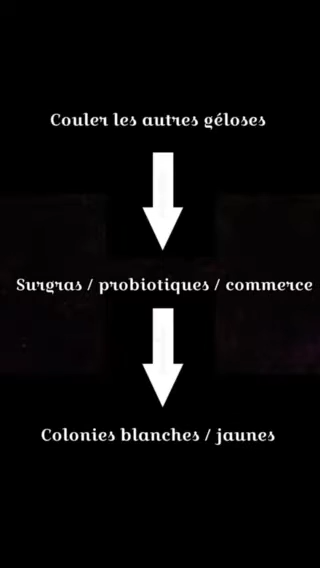 Couler les autres géloses
Surgras / probiotiques / commerce
Colonies blanches / jaunes